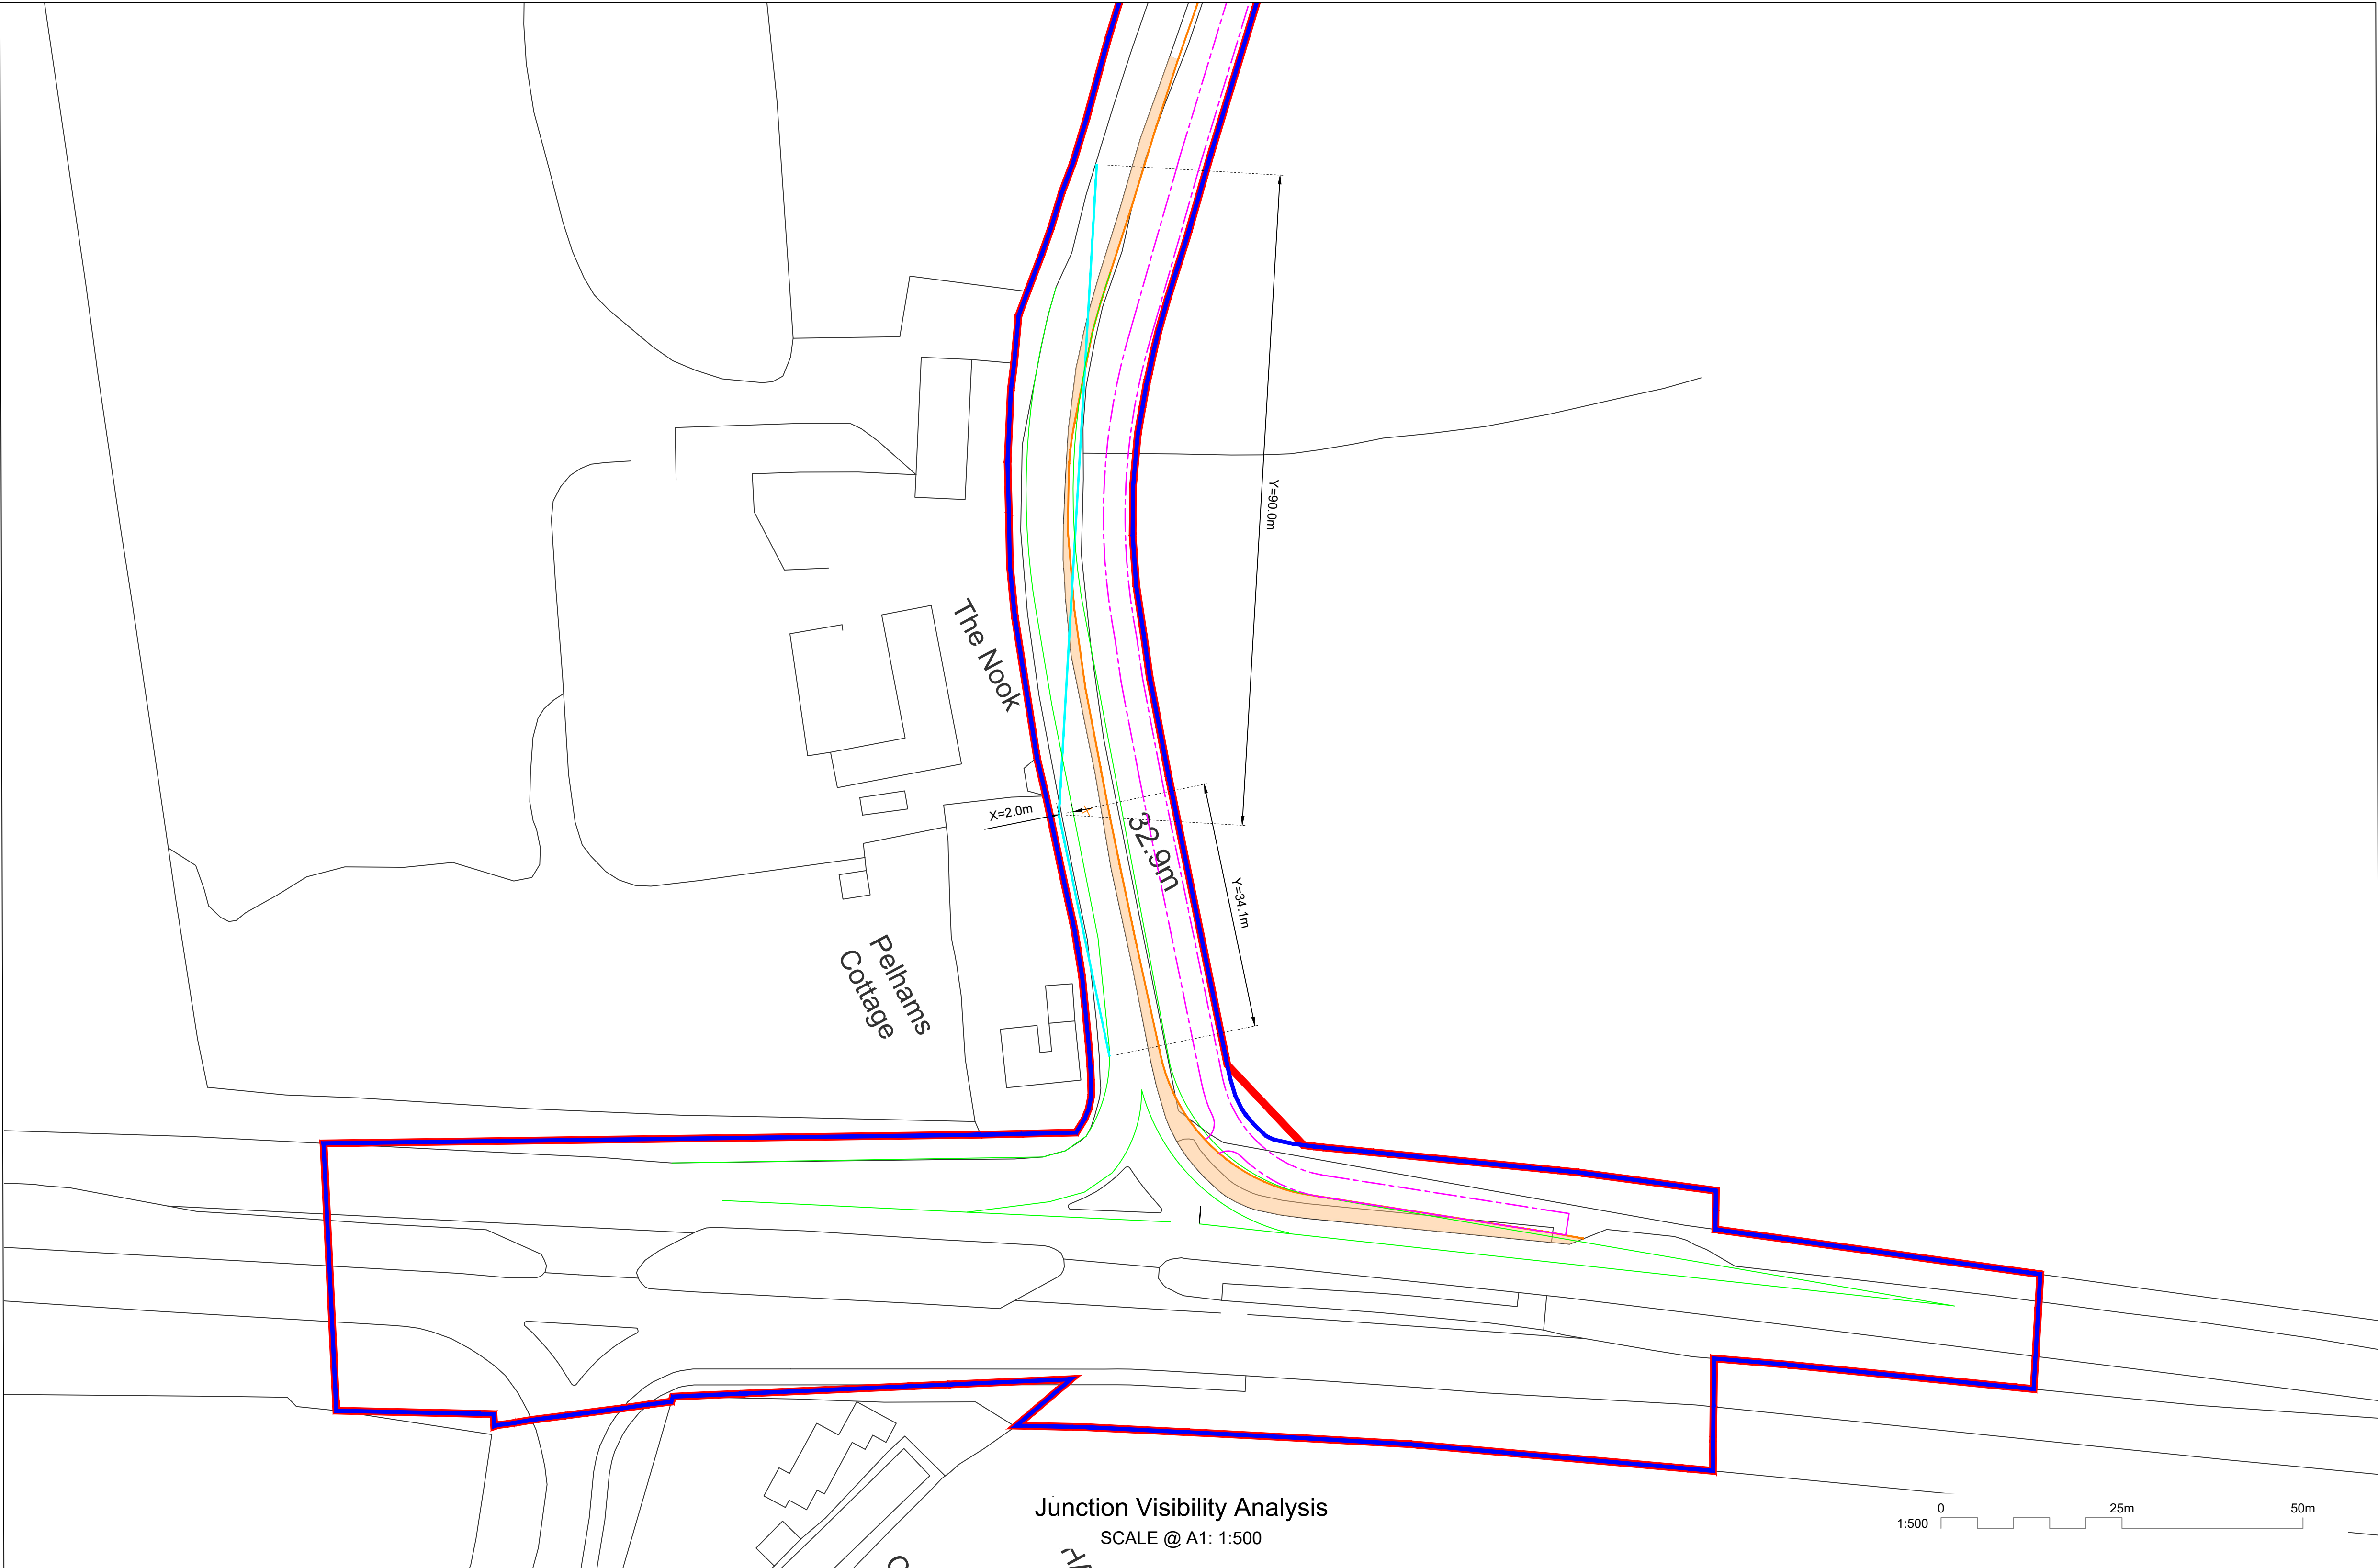 Y=90.0m
The Nook
X=2.0m
32.9m
Y=34.1m
Pelhams
Cottage
Junction Visibility Analysis
SCALE @ A1: 1:500
1:500
0
25m
50m